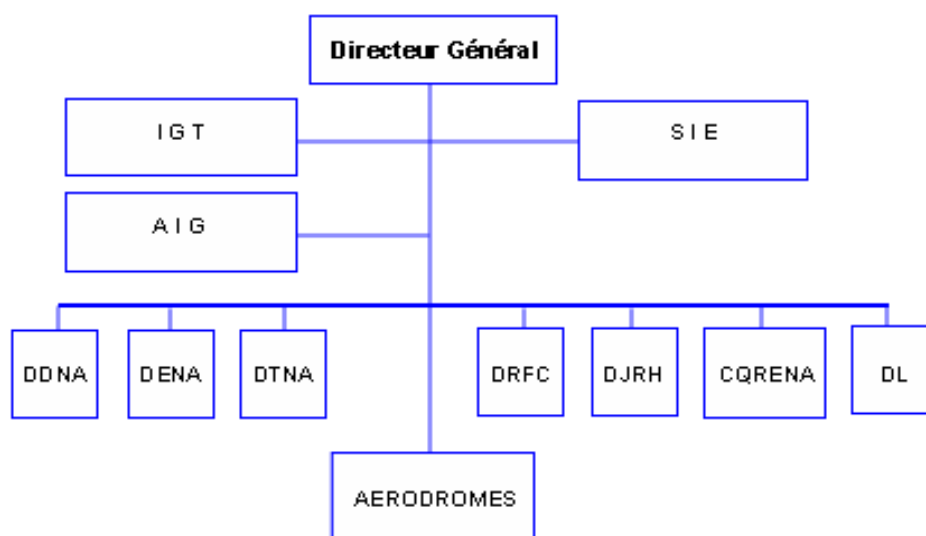 Directeur Général
I G T
S I E
A I G
DDNA
DENA
DTNA
DRFC
DJRH
CQRENA
DL
AERODROMES